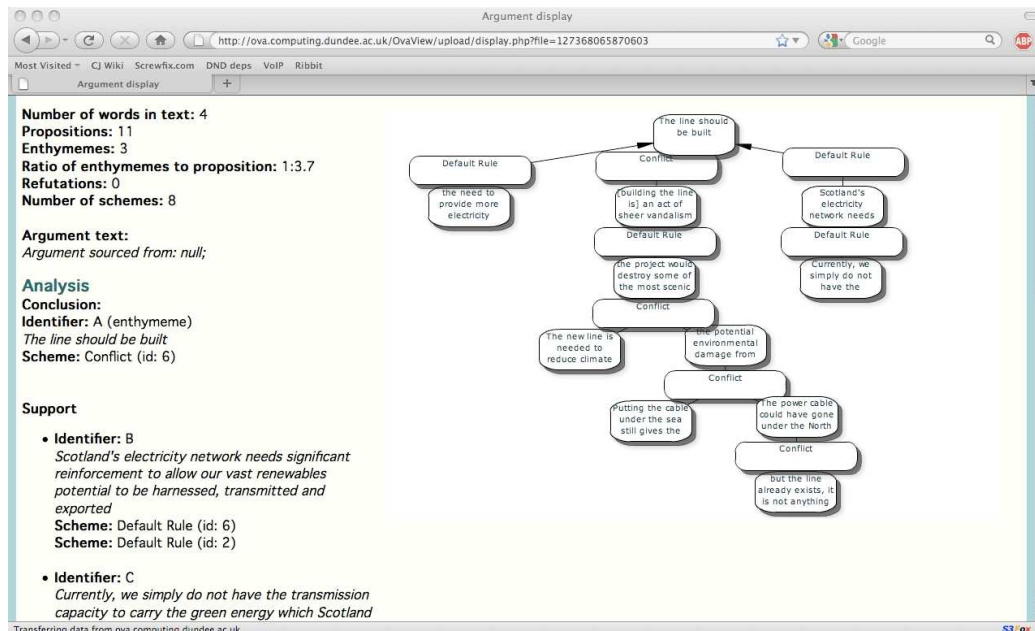 Argument display
http://ova.computing.dundee.ac.uk/OvaView/upload/display.php?file=127368065870603
Google
ABP
Most Visited
CJ Wiki
Screwfix.com
DND deps
VoIP
Ribbit
Argument display
+
Number of words in text: 4
Propositions: 11
Enthymemes: 3
Ratio of enthymemes to proposition: 1:3.7
Refutations: 0
Number of schemes: 8
Argument text:
Argument sourced from: null;
Analysis
Conclusion:
Identifier: A (enthymeme)
The line should be built
Scheme: Conflict (id: 6)
Support
• Identifier: B
Scotland's electricity network needs significant
reinforcement to allow our vast renewables
potential to be harnessed, transmitted and
exported
Scheme: Default Rule (id: 6)
Scheme: Default Rule (id: 2)
• Identifier: C
Currently, we simply do not have the transmission
capacity to carry the green energy which Scotland
The line should
be built
Default Rule
Conflict
Default Rule
the need to
provide more
electricity
[building the line
is] an act of
sheer vandalism
Scotland's
electricity
network needs
Default Rule
Default Rule
the project would
destroy some of
the most scenic
Currently, we
simply do not
have the
Conflict
The new line is
needed to
reduce climate
the potential
environmental
damage from
Conflict
Putting the cable
under the sea
still gives the
The power cable
could have gone
under the North
Conflict
but the line
already exists, it
is not anything
Transferring data from ova.computing.dundee.ac.uk
S3Fox